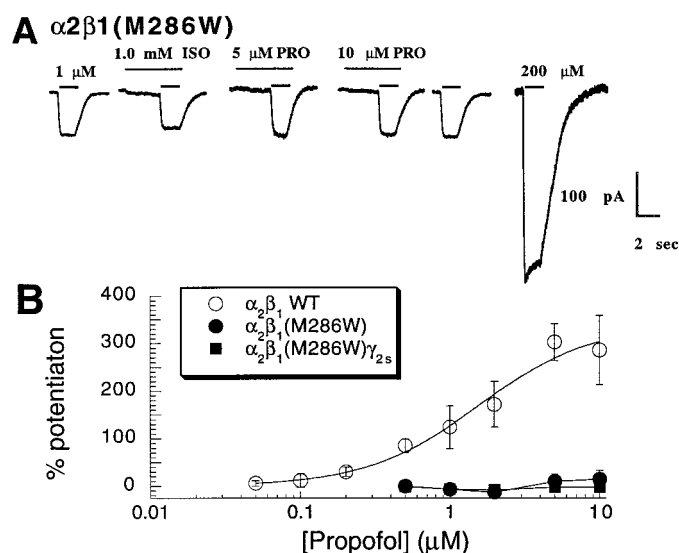 A α2β1(M286W)
1 μM
1.0 mM ISO
5 μM PRO
10 μM PRO
200 μM
100 pA
2 sec
B
400
300
200
100
0
% potentiaton
α₂β₁ WT
α₂β₁(M286W)
α₂β₁(M286W)γ₂ₛ
0.01
0.1
1
10
[Propofol] (μM)